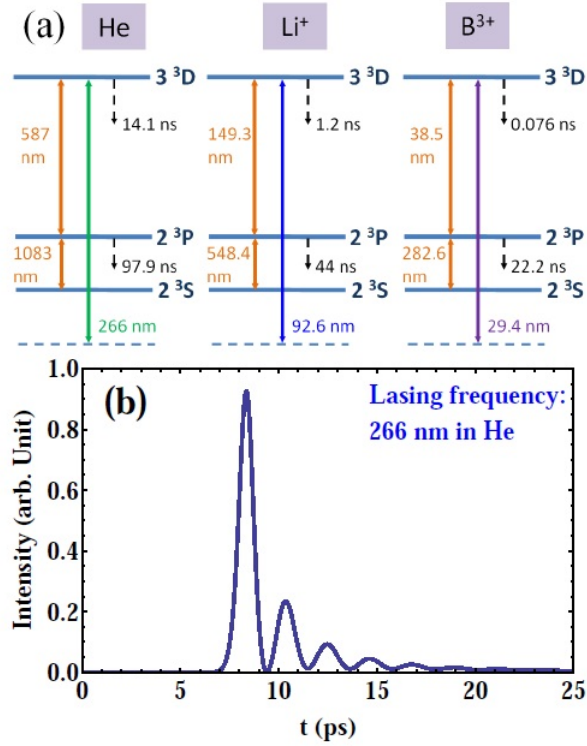 (a) He Li⁺ B³⁺
3 ³D 3 ³D 3 ³D
587 nm 14.1 ns 149.3 nm 1.2 ns 38.5 nm 0.076 ns
2 ³P 2 ³P 2 ³P
1083 nm 97.9 ns 548.4 nm 44 ns 282.6 nm 22.2 ns
2 ³S 2 ³S 2 ³S
266 nm 92.6 nm 29.4 nm
(b)
Lasing frequency:
266 nm in He
Intensity (arb. Unit)
1.0
0.8
0.6
0.4
0.2
0.0
0 5 10 15 20 25
t (ps)